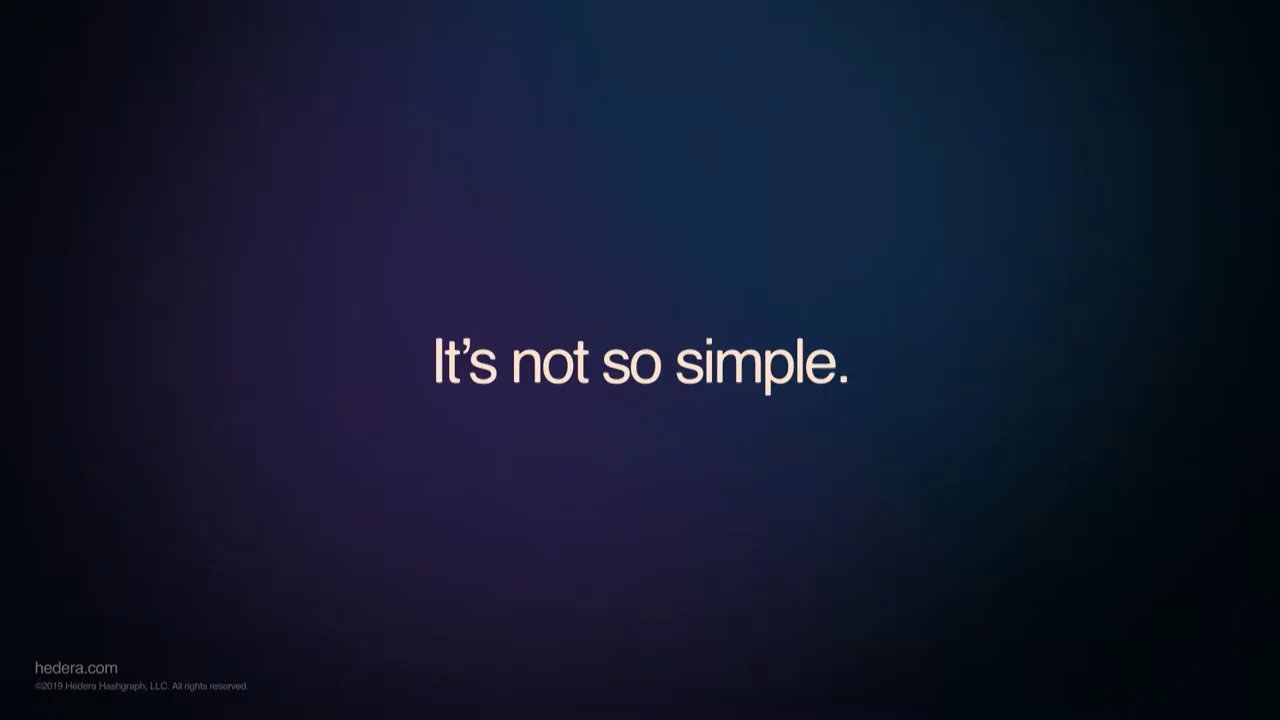 It’s not so simple.
hedera.com
©2019 Hedera Hashgraph, LLC. All rights reserved.